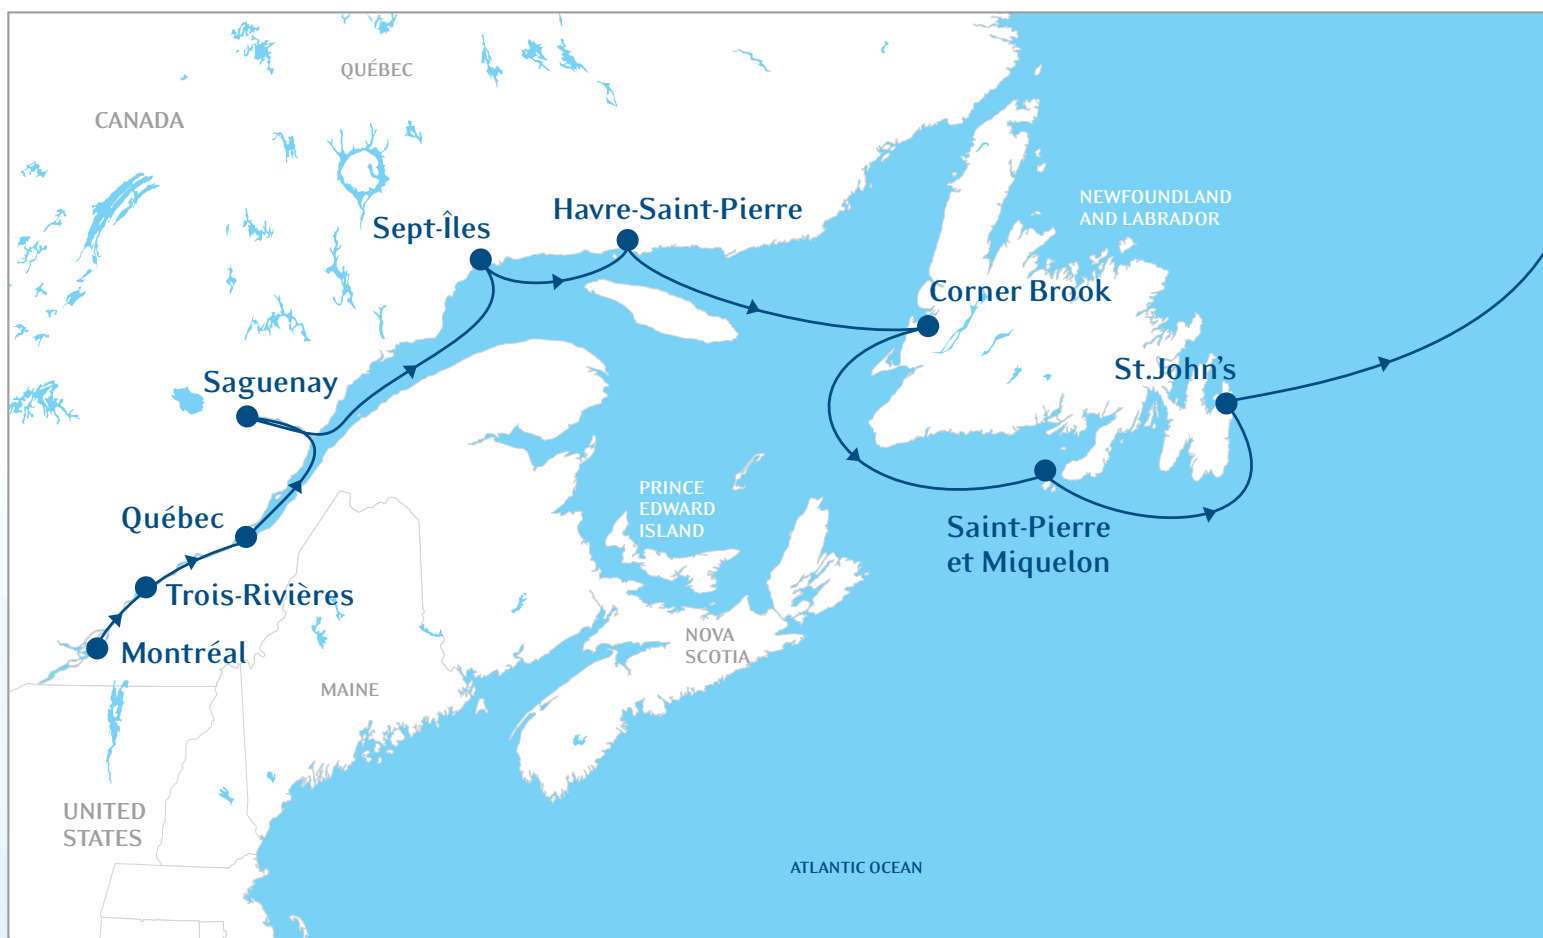 QUÉBEC
CANADA
Havre-Saint-Pierre
Sept-Îles
NEWFOUNDLAND
AND LABRADOR
Corner Brook
St.John's
Saguenay
PRINCE
EDWARD
ISLAND
Québec
Saint-Pierre
et Miquelon
Trois-Rivières
Montréal
NOVA
SCOTIA
MAINE
UNITED
STATES
ATLANTIC OCEAN